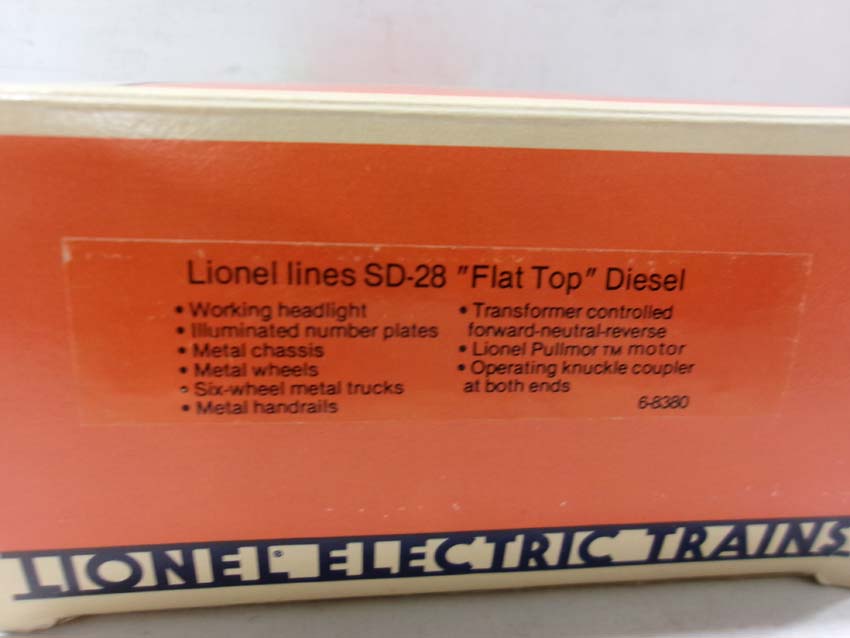 Lionel lines SD-28 "Flat Top" Diesel
• Working headlight
• Illuminated number plates
• Metal chassis
• Metal wheels
• Six-wheel metal trucks
• Metal handrails
• Transformer controlled
forward-neutral-reverse
• Lionel Pullmor TM motor
• Operating knuckle coupler
at both ends
6-8380
LIONEL® ELECTRIC TRAINS